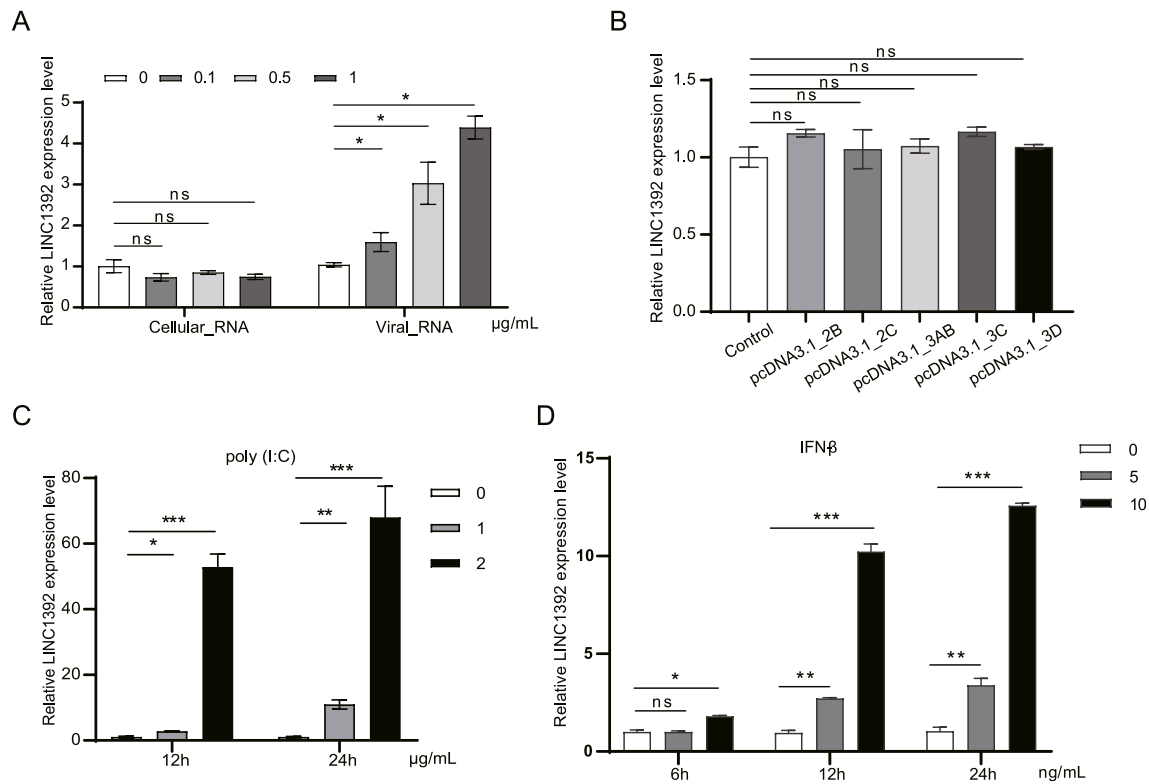 A
0 0.1 0.5 1
Relative LINC1392 expression level
5
4
3
2
1
0
ns
ns
ns
*
*
*
Cellular_RNA Viral_RNA μg/mL
B
Relative LINC1392 expression level
1.5
1.0
0.5
0.0
ns
ns
ns
ns
ns
Control
pcDNA3.1_2B
pcDNA3.1_2C
pcDNA3.1_3AB
pcDNA3.1_3C
pcDNA3.1_3D
C
poly (I:C)
Relative LINC1392 expression level
80
60
40
20
0
***
*
***
**
0
1
2
12h 24h μg/mL
D
IFNβ
Relative LINC1392 expression level
15
10
5
0
*
ns
***
**
***
**
0
5
10
6h 12h 24h ng/mL